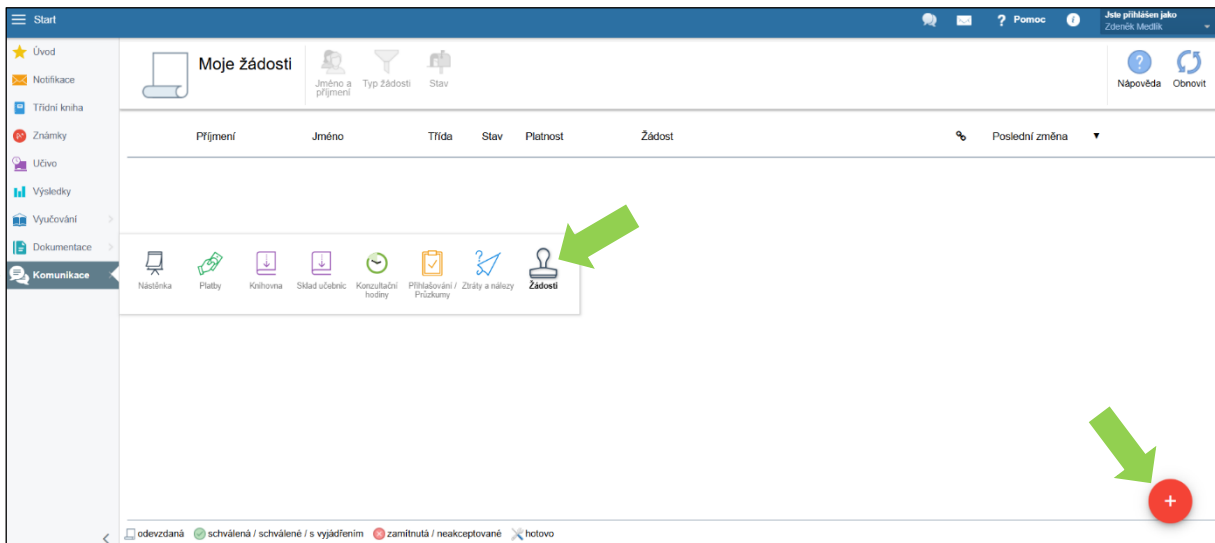 Start
? Pomoc
Jste přihlášen jako
Zdeněk Medlík
Úvod
Notifikace
Třídní kniha
Známky
Učivo
Výsledky
Vyučování
Dokumentace
Komunikace
Moje žádosti
Jméno a
příjmení
Typ žádosti
Stav
Nápověda
Obnovit
Příjmení Jméno Třída Stav Platnost Žádost Poslední změna ▼
Nástěnka
Platby
Knihovna
Sklad učebnic
Konzultační
hodiny
Přihlašování /
Průzkumy
Ztráty a nálezy
Žádosti
+
odevzdaná schválená / schválené / s vyjádřením zamítnutá / neakceptované hotovo